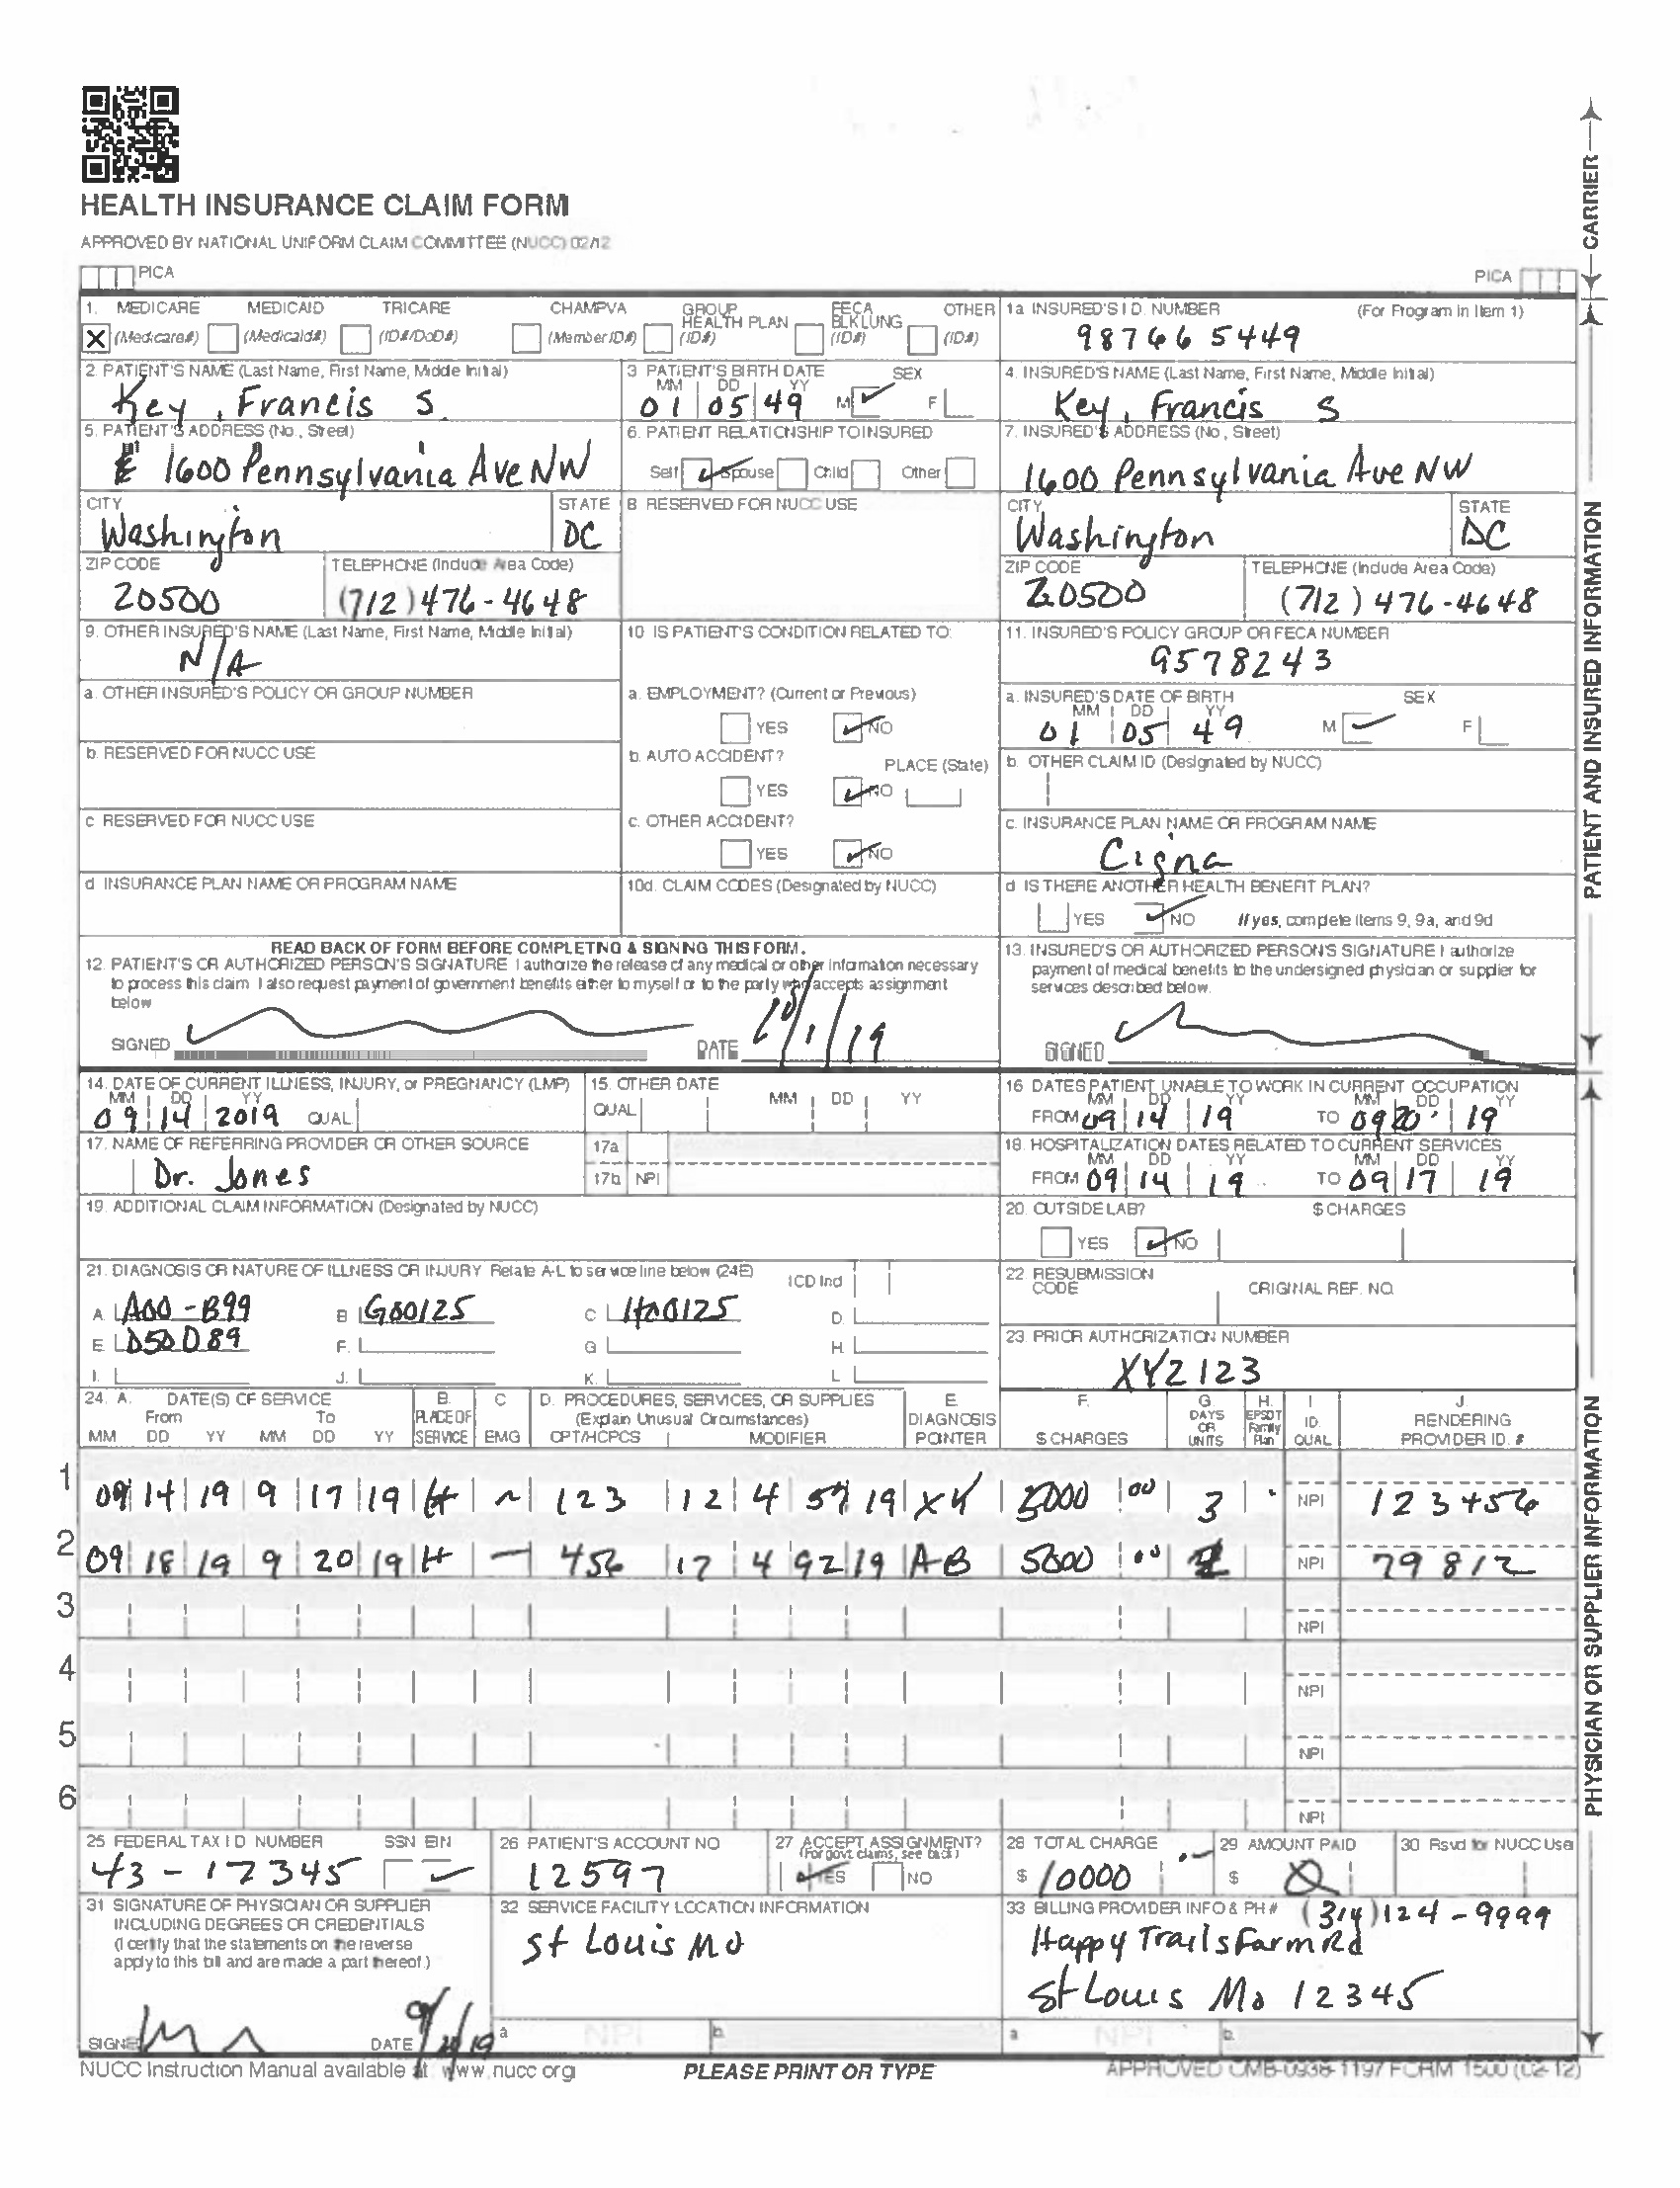 HEALTH INSURANCE CLAIM FORM
APPROVED BY NATIONAL UNIFORM CLAIM COMMITTEE (NUCC) 02/12
PICA
PICA
CARRIER
1. MEDICARE MEDICAID TRICARE CHAMPVA GROUP HEALTH PLAN FECA BLKLUNG OTHER
X (Medicare#) (Medicaid#) (ID#/DoD#) (Member ID#) (ID#) (ID#) (ID#)
1a INSURED'S I D. NUMBER (For Program in Item 1)
98766 5449
2. PATIENT'S NAME (Last Name, First Name, Middle Initial)
Key, Francis S.
3 PATIENT'S BIRTH DATE SEX
MM DD YY
01 05 49 M F
4. INSURED'S NAME (Last Name, First Name, Middle Initial)
Key, Francis S
5. PATIENT'S ADDRESS (No., Street)
1600 Pennsylvania Ave NW
6. PATIENT RELATIONSHIP TO INSURED
Self Spouse Child Other
7. INSURED'S ADDRESS (No, Street)
1600 Pennsylvania Ave NW
CITY STATE
Washington DC
8 RESERVED FOR NUCC USE
CITY STATE
Washington DC
ZIP CODE TELEPHONE (Include Area Code)
20500 (712) 476-4648
ZIP CODE TELEPHONE (Include Area Code)
20500 (712) 476-4648
9. OTHER INSURED'S NAME (Last Name, First Name, Middle Initial)
N/A
10 IS PATIENT'S CONDITION RELATED TO:
11. INSURED'S POLICY GROUP OR FECA NUMBER
9578243
a. OTHER INSURED'S POLICY OR GROUP NUMBER
a. EMPLOYMENT? (Current or Previous)
YES NO
a. INSURED'S DATE OF BIRTH SEX
MM DD YY
01 05 49 M F
b. RESERVED FOR NUCC USE
b. AUTO ACCIDENT? PLACE (State)
YES NO
b. OTHER CLAIM ID (Designated by NUCC)
c RESERVED FOR NUCC USE
c. OTHER ACCIDENT?
YES NO
c. INSURANCE PLAN NAME OR PROGRAM NAME
Cigna
d INSURANCE PLAN NAME OR PROGRAM NAME
10d. CLAIM CODES (Designated by NUCC)
d IS THERE ANOTHER HEALTH BENEFIT PLAN?
YES NO If yes, complete items 9, 9a, and 9d
PATIENT AND INSURED INFORMATION
READ BACK OF FORM BEFORE COMPLETING & SIGNING THIS FORM.
12. PATIENT'S OR AUTHORIZED PERSON'S SIGNATURE I authorize the release of any medical or other information necessary
to process this claim I also request payment of government benefits either to myself or to the party who accepts assignment
below
SIGNED DATE
13. INSURED'S OR AUTHORIZED PERSON'S SIGNATURE I authorize
payment of medical benefits to the undersigned physician or supplier for
services described below.
SIGNED
14. DATE OF CURRENT ILLNESS, INJURY, or PREGNANCY (LMP)
MM DD YY
09 14 2019 QUAL
15. OTHER DATE
QUAL MM DD YY
16 DATES PATIENT UNABLE TO WORK IN CURRENT OCCUPATION
MM DD YY MM DD YY
FROM 09 14 19 TO 09 20 19
17. NAME OF REFERRING PROVIDER OR OTHER SOURCE
Dr. Jones
17a
17b NPI
18. HOSPITALIZATION DATES RELATED TO CURRENT SERVICES
MM DD YY MM DD YY
FROM 09 14 19 TO 09 17 19
19. ADDITIONAL CLAIM INFORMATION (Designated by NUCC)
20. OUTSIDE LAB? $ CHARGES
YES NO
21. DIAGNOSIS OR NATURE OF ILLNESS OR INJURY Relate A-L to service line below (24E) ICD Ind
A. A00-B99 B G00125 C H00125 D.
E. D50D89 F. G H.
I. J. K. L
22. RESUBMISSION CODE ORIGINAL REF. NO.
23. PRIOR AUTHORIZATION NUMBER
XYZ123
24. A. DATE(S) OF SERVICE B. C D. PROCEDURES, SERVICES, OR SUPPLIES E. F. G. H. I J.
From To PLACE OF (Explain Unusual Circumstances) DIAGNOSIS DAYS OR EPSDT Family ID. RENDERING
MM DD YY MM DD YY SERVICE EMG CPT/HCPCS MODIFIER POINTER $ CHARGES UNITS Plan QUAL PROVIDER ID. #
1 09 14 19 9 17 19 H 123 12 4 57 19 5000 00 3 NPI 123456
2 09 18 19 9 20 19 H — 456 12 4 92 19 A-B 5000 00 NPI 79812
3 NPI
4 NPI
5 NPI
6 NPI
PHYSICIAN OR SUPPLIER INFORMATION
25 FEDERAL TAX I D NUMBER SSN EIN
43-12345
26 PATIENT'S ACCOUNT NO
12597
27 ACCEPT ASSIGNMENT?
(For govt. claims, see back)
YES NO
28 TOTAL CHARGE
$ 10000
29 AMOUNT PAID
$ 0
30 Rsvd for NUCC Use
31 SIGNATURE OF PHYSICIAN OR SUPPLIER
INCLUDING DEGREES OR CREDENTIALS
(I certify that the statements on the reverse
apply to this bill and are made a part thereof.)
SIGNED DATE
32 SERVICE FACILITY LOCATION INFORMATION
St Louis Mo
a NPI b.
33 BILLING PROVIDER INFO & PH # (314) 124-9999
Happy Trails Farm Rd
St Louis Mo 12345
a NPI b.
NUCC Instruction Manual available at: www.nucc org
PLEASE PRINT OR TYPE
APPROVED OMB-0938-1197 FORM 1500 (02-12)